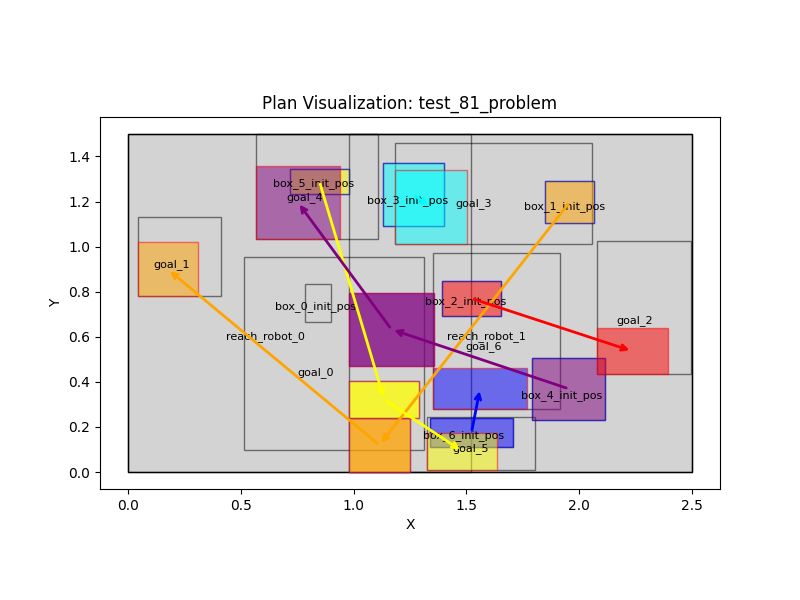 Plan Visualization: test_81_problem
Y
1.4
1.2
1.0
0.8
0.6
0.4
0.2
0.0
box_5_init_pos
goal_4
box_3_init_pos
goal_3
box_1_init_pos
goal_1
box_0_init_pos
box_2_init_pos
goal_2
reach_robot_0
reach_robot_1
goal_6
goal_0
box_4_init_pos
box_6_init_pos
goal_5
0.0
0.5
1.0
1.5
2.0
2.5
X